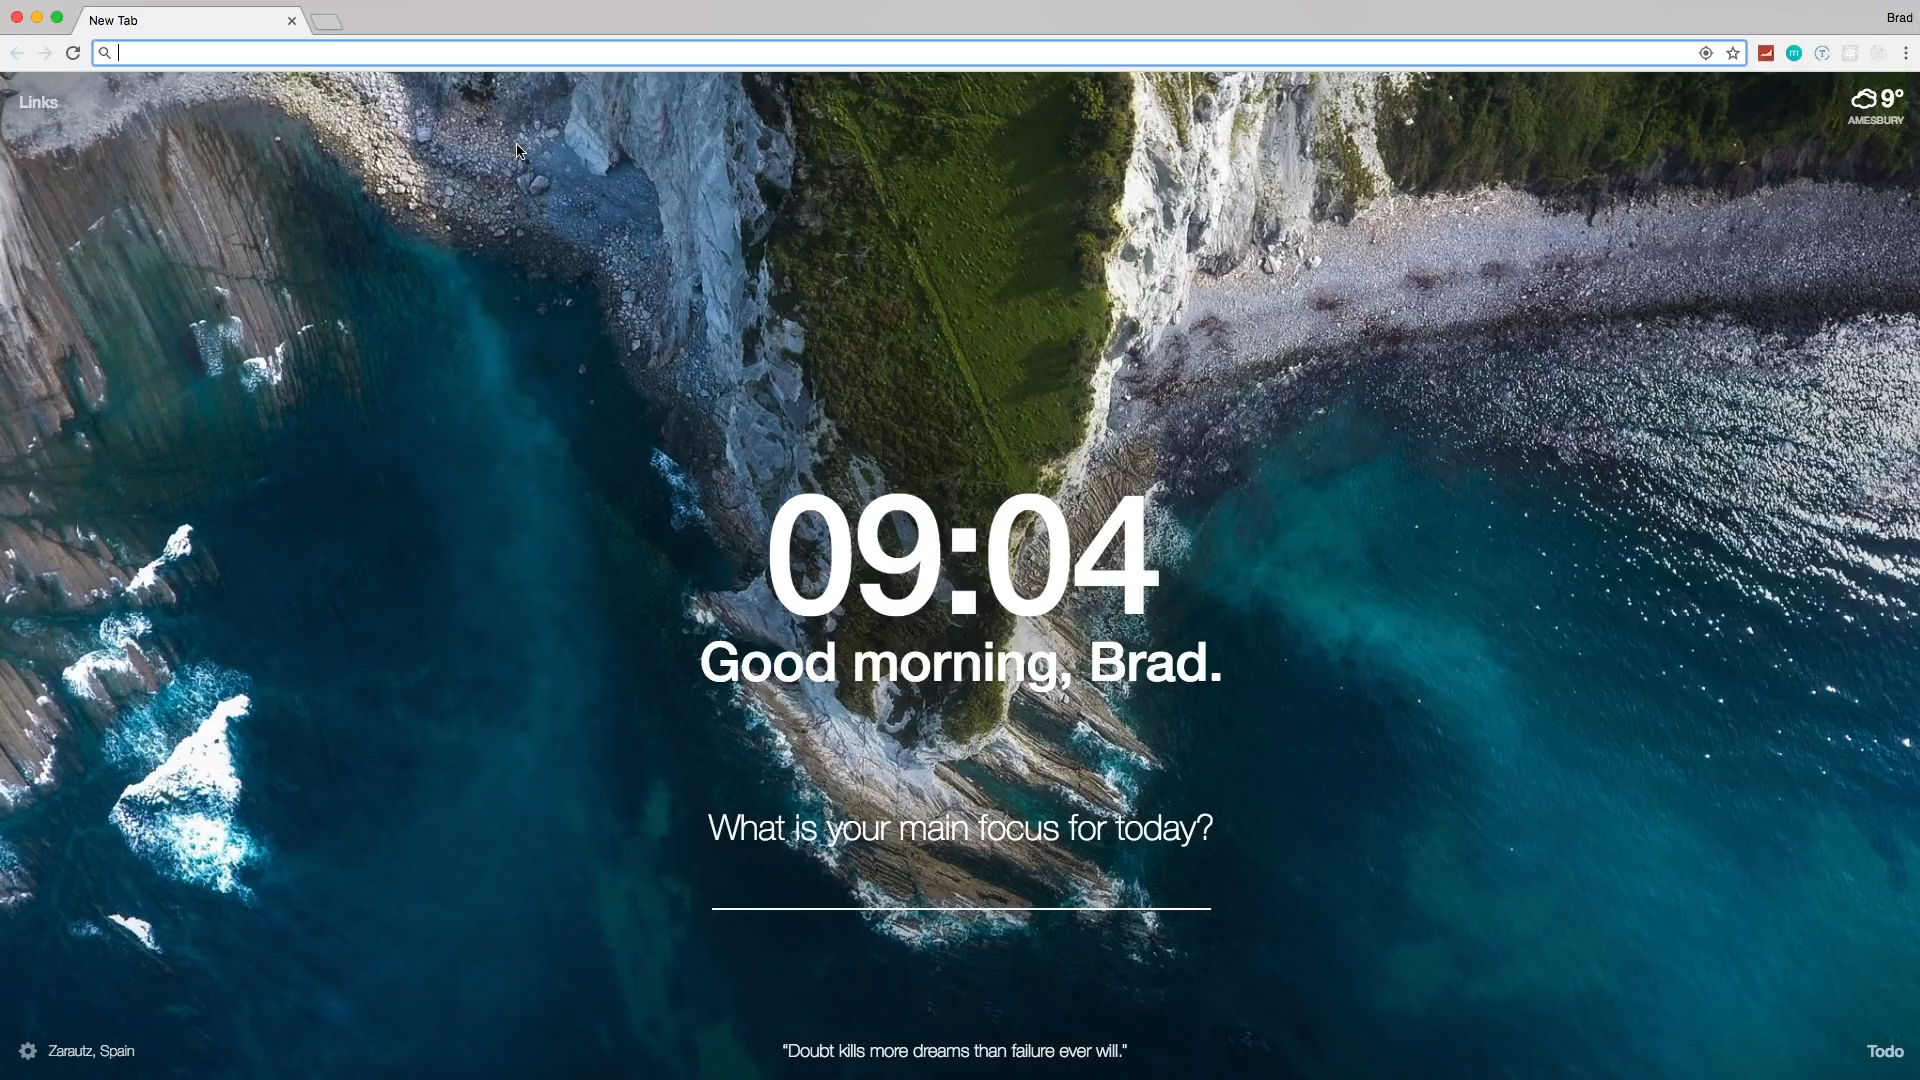 New Tab
Brad
Links
9°
AMESBURY
09:04
Good morning, Brad.
What is your main focus for today?
Zarautz, Spain
“Doubt kills more dreams than failure ever will.”
Todo